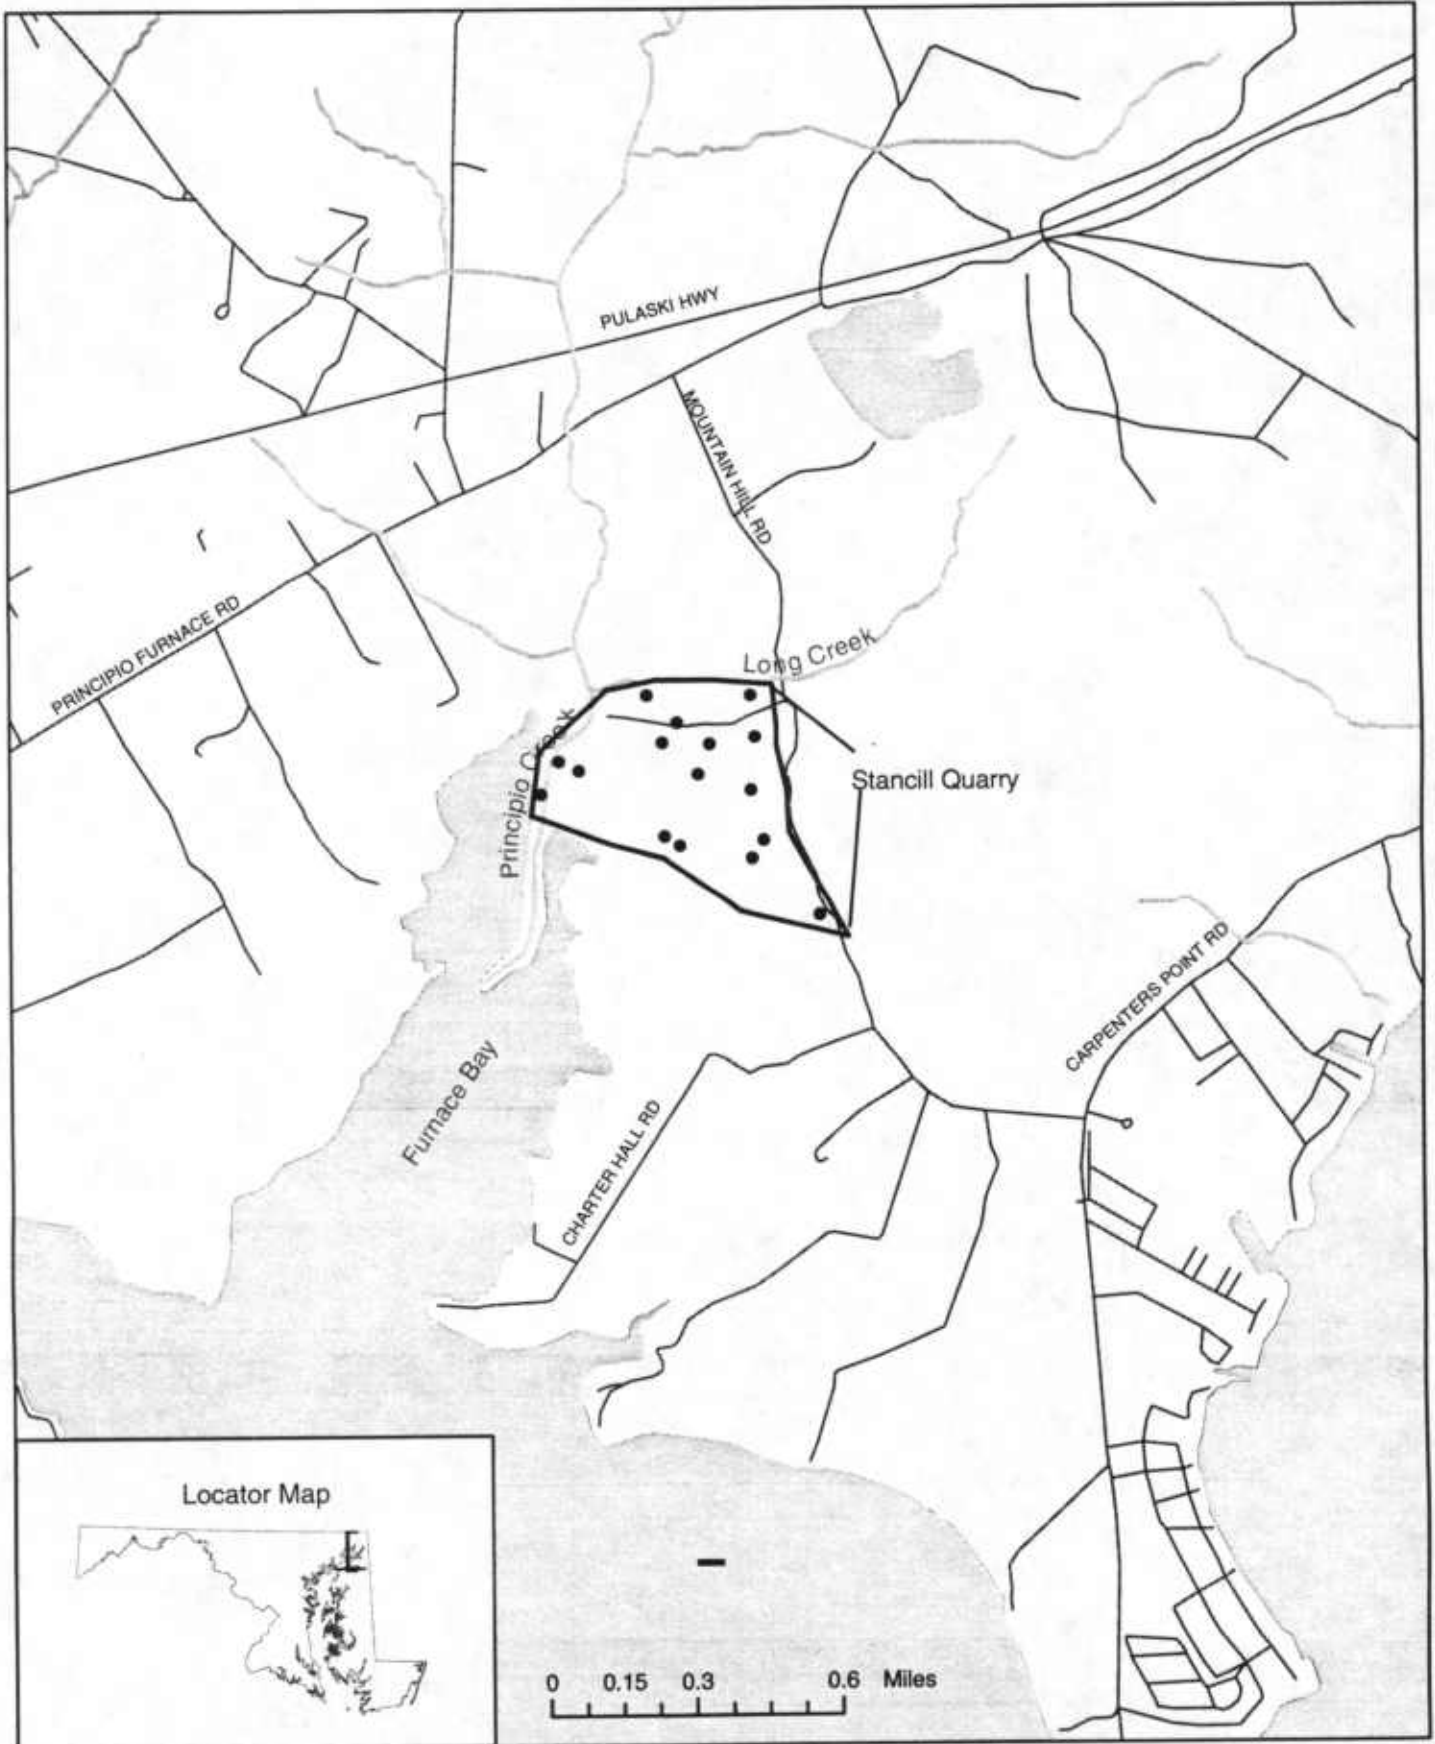 PULASKI HWY
MOUNTAIN HILL RD
PRINCIPIO FURNACE RD
Long Creek
Principio Creek
Stancill Quarry
CARPENTERS POINT RD
Furnace Bay
CHARTER HALL RD
Locator Map
0 0.15 0.3 0.6 Miles